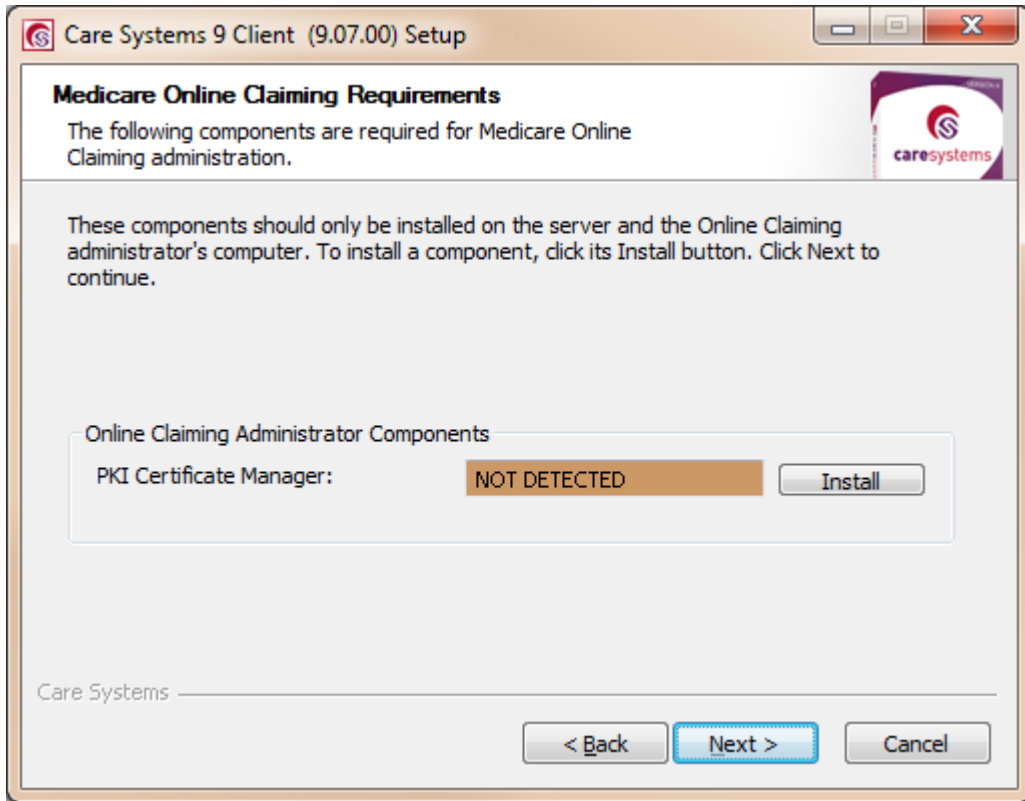 Care Systems 9 Client (9.07.00) Setup
Medicare Online Claiming Requirements
The following components are required for Medicare Online
Claiming administration.
caresystems
These components should only be installed on the server and the Online Claiming
administrator's computer. To install a component, click its Install button. Click Next to
continue.
Online Claiming Administrator Components
PKI Certificate Manager:
NOT DETECTED
Install
Care Systems
< Back
Next >
Cancel